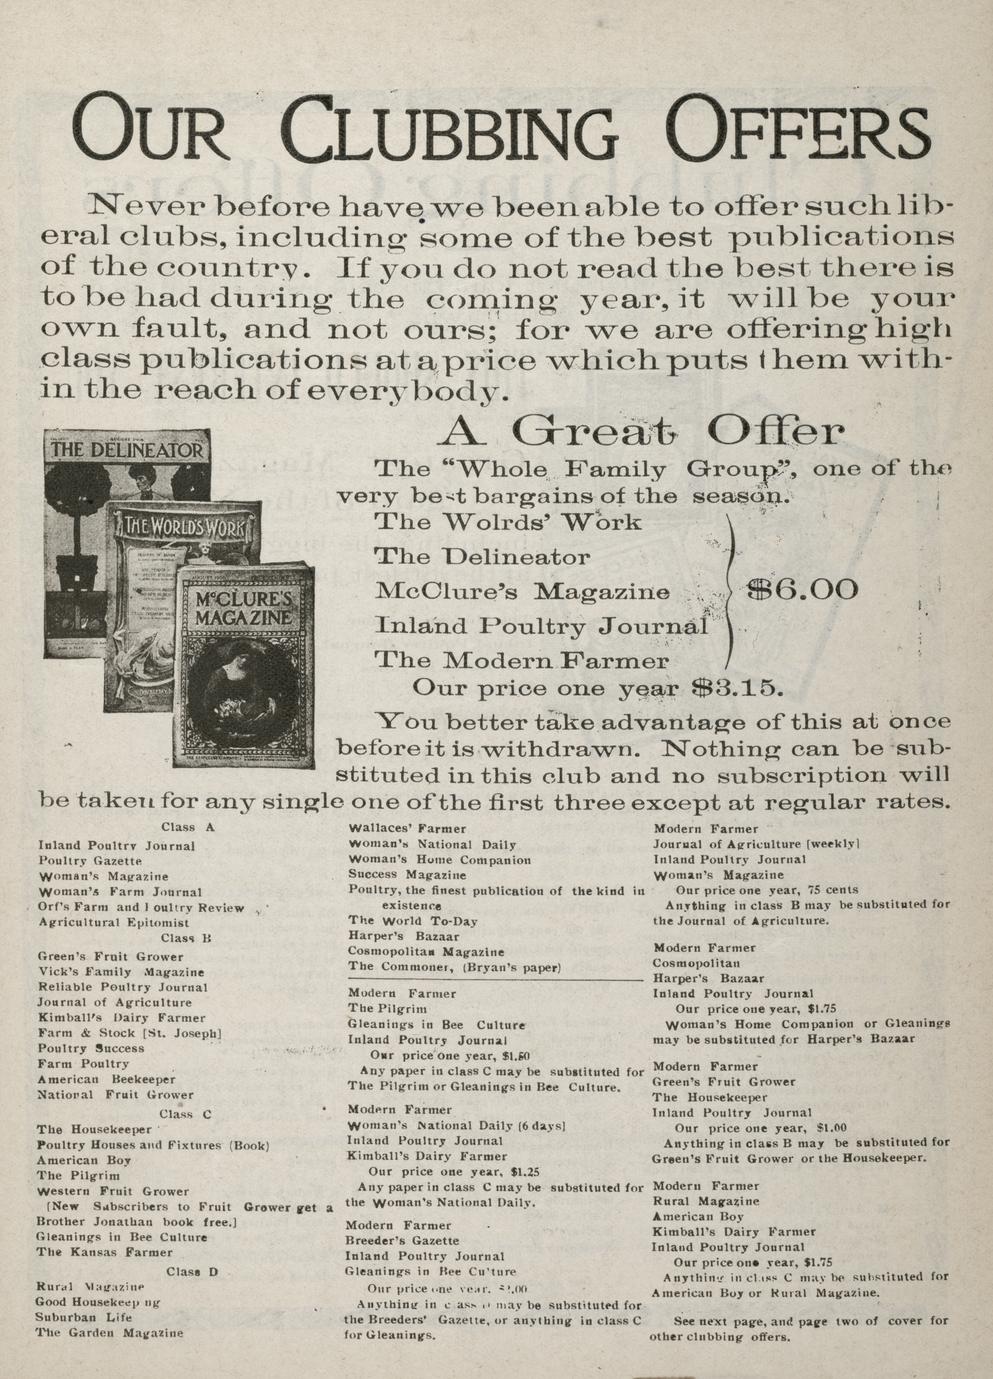 OUR CLUBBING OFFERS
Never before have we been able to offer such lib-
eral clubs, including some of the best publications
of the country. If you do not read the best there is
to be had during the coming year, it will be your
own fault, and not ours; for we are offering high
class publications at a price which puts them with-
in the reach of everybody.
THE DELINEATOR
THE WORLD'S WORK
McCLURE'S
MAGAZINE
A Great Offer
The “Whole Family Group”, one of the
very best bargains of the season.
The Wolrds' Work
The Delineator
McClure's Magazine
Inland Poultry Journal
The Modern Farmer
$6.00
Our price one year $3.15.
You better take advantage of this at once
before it is withdrawn. Nothing can be sub-
stituted in this club and no subscription will
be taken for any single one of the first three except at regular rates.
Class A
Inland Poultry Journal
Poultry Gazette
Woman's Magazine
Woman's Farm Journal
Orf's Farm and Poultry Review
Agricultural Epitomist
Class B
Green's Fruit Grower
Vick's Family Magazine
Reliable Poultry Journal
Journal of Agriculture
Kimball's Dairy Farmer
Farm & Stock [St. Joseph]
Poultry Success
Farm Poultry
American Beekeeper
National Fruit Grower
Class C
The Housekeeper
Poultry Houses and Fixtures (Book)
American Boy
The Pilgrim
Western Fruit Grower
[New Subscribers to Fruit Grower get a
Brother Jonathan book free.]
Gleanings in Bee Culture
The Kansas Farmer
Class D
Rural Magazine
Good Housekeeping
Suburban Life
The Garden Magazine
Wallaces' Farmer
Woman's National Daily
Woman's Home Companion
Success Magazine
Poultry, the finest publication of the kind in
existence
The World To-Day
Harper's Bazaar
Cosmopolitan Magazine
The Commoner, (Bryan's paper)
Modern Farmer
The Pilgrim
Gleanings in Bee Culture
Inland Poultry Journal
Our price one year, $1.50
Any paper in class C may be substituted for
The Pilgrim or Gleanings in Bee Culture.
Modern Farmer
Woman's National Daily [6 days]
Inland Poultry Journal
Kimball's Dairy Farmer
Our price one year, $1.25
Any paper in class C may be substituted for
the Woman's National Daily.
Modern Farmer
Breeder's Gazette
Inland Poultry Journal
Gleanings in Bee Culture
Our price one year,
Anything in class may be substituted for
the Breeders' Gazette, or anything in class C
for Gleanings.
Modern Farmer
Journal of Agriculture [weekly]
Inland Poultry Journal
Woman's Magazine
Our price one year, 75 cents
Anything in class B may be substituted for
the Journal of Agriculture.
Modern Farmer
Cosmopolitan
Harper's Bazaar
Inland Poultry Journal
Our price one year, $1.75
Woman's Home Companion or Gleanings
may be substituted for Harper's Bazaar
Modern Farmer
Green's Fruit Grower
The Housekeeper
Inland Poultry Journal
Our price one year, $1.00
Anything in class B may be substituted for
Green's Fruit Grower or the Housekeeper.
Modern Farmer
Rural Magazine
American Boy
Kimball's Dairy Farmer
Inland Poultry Journal
Our price one year, $1.75
Anything in class C may be substituted for
American Boy or Rural Magazine.
See next page, and page two of cover for
other clubbing offers.